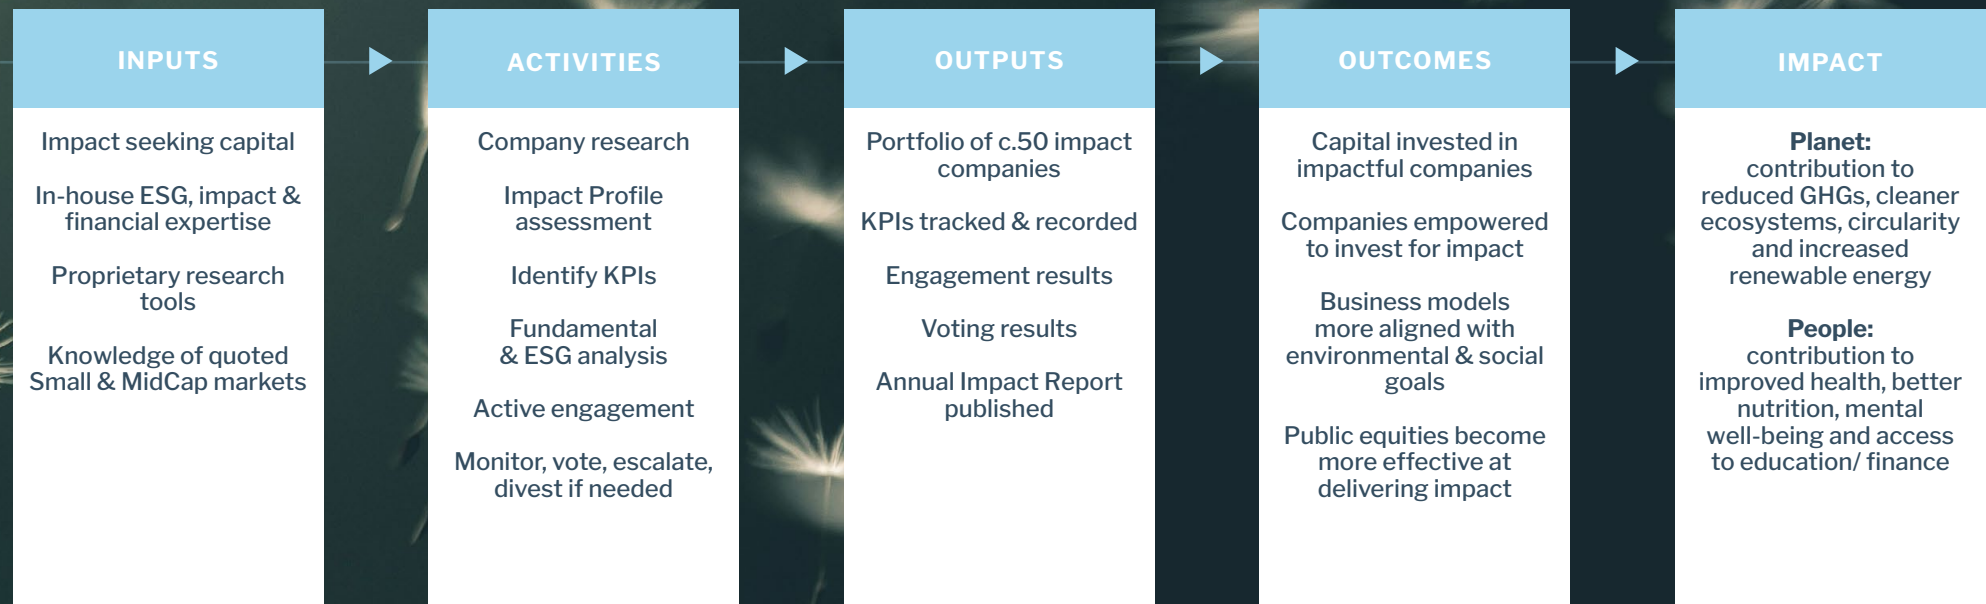 INPUTS
Impact seeking capital
In-house ESG, impact &
financial expertise
Proprietary research
tools
Knowledge of quoted
Small & MidCap markets
ACTIVITIES
Company research
Impact Profile
assessment
Identify KPIs
Fundamental
& ESG analysis
Active engagement
Monitor, vote, escalate,
divest if needed
OUTPUTS
Portfolio of c.50 impact
companies
KPIs tracked & recorded
Engagement results
Voting results
Annual Impact Report
published
OUTCOMES
Capital invested in
impactful companies
Companies empowered
to invest for impact
Business models
more aligned with
environmental & social
goals
Public equities become
more effective at
delivering impact
IMPACT
Planet:
contribution to
reduced GHGs, cleaner
ecosystems, circularity
and increased
renewable energy
People:
contribution to
improved health, better
nutrition, mental
well-being and access
to education/ finance